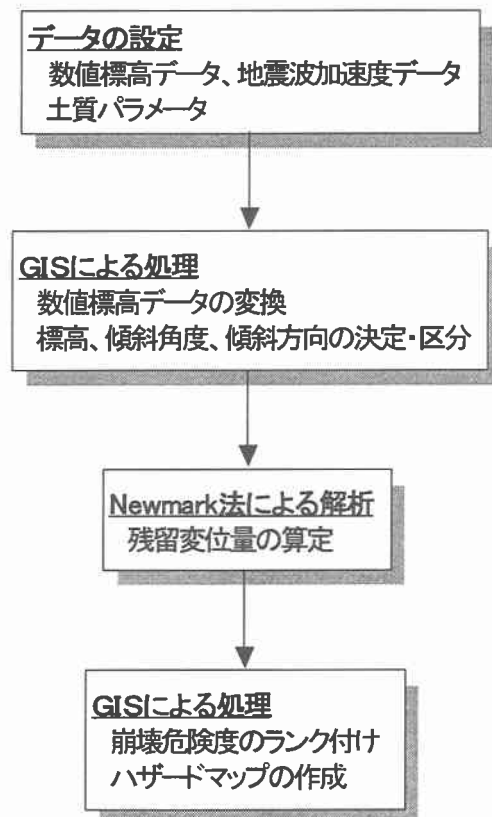 データの設定
数値標高データ、地震波加速度データ
土質パラメータ
GISによる処理
数値標高データの変換
標高、傾斜角度、傾斜方向の決定・区分
Newmark法による解析
残留変位量の算定
GISによる処理
崩壊危険度のランク付け
ハザードマップの作成